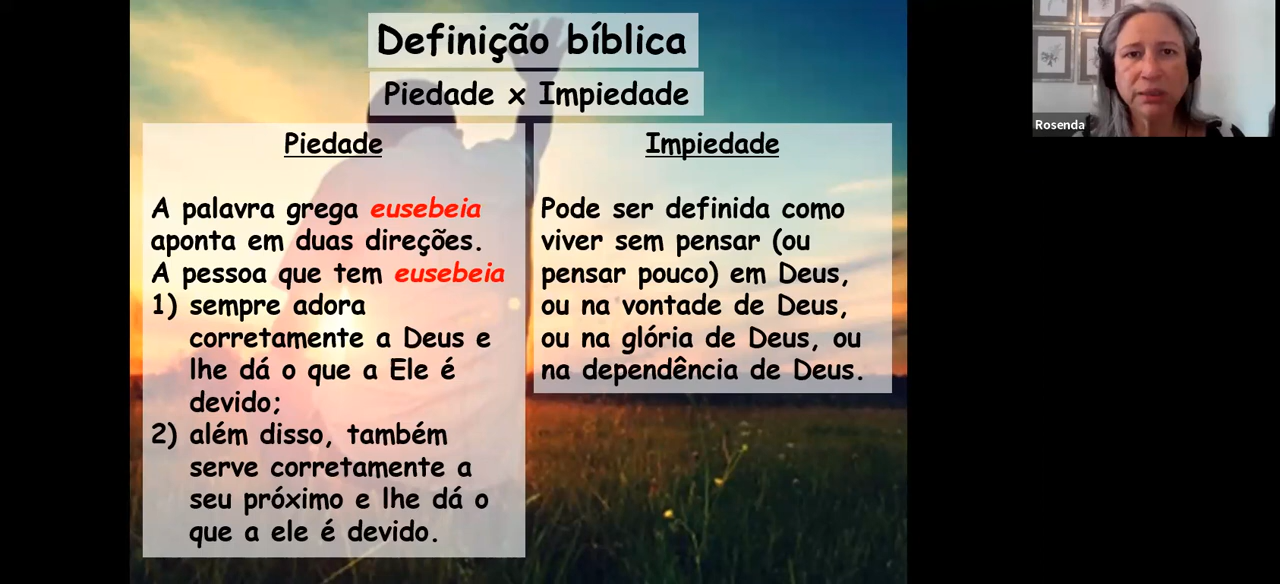 Definição bíblica
Piedade x Impiedade
Piedade
A palavra grega eusebeia
aponta em duas direções.
A pessoa que tem eusebeia
1) sempre adora
corretamente a Deus e
lhe dá o que a Ele é
devido;
2) além disso, também
serve corretamente a
seu próximo e lhe dá o
que a ele é devido.
Impiedade
Pode ser definida como
viver sem pensar (ou
pensar pouco) em Deus,
ou na vontade de Deus,
ou na glória de Deus, ou
na dependência de Deus.
Rosenda